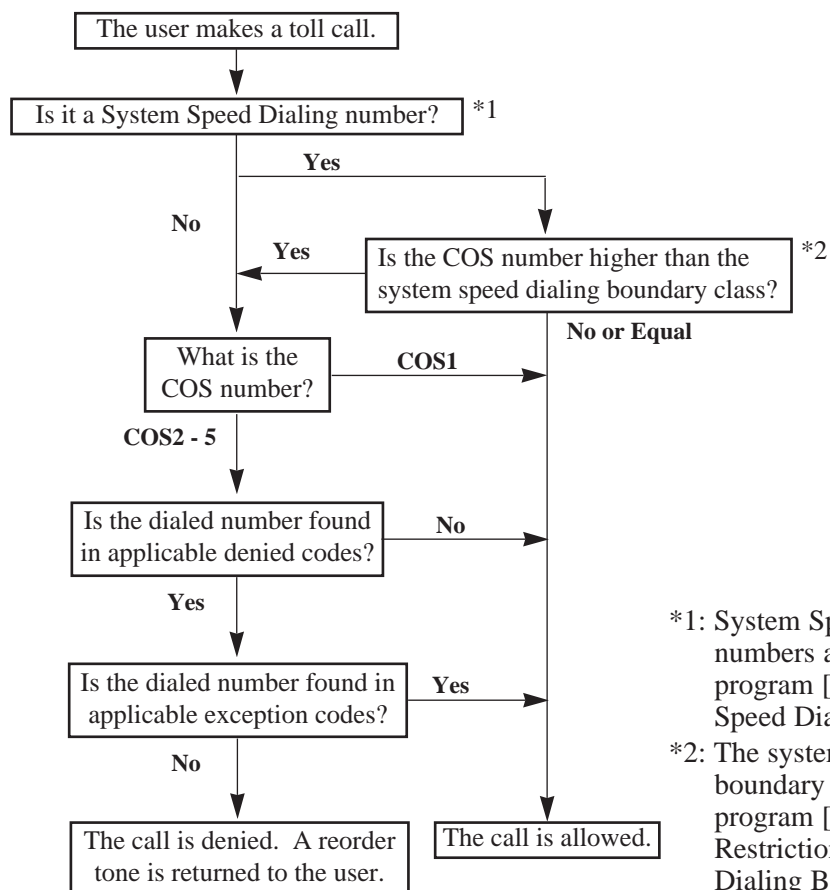 The user makes a toll call.
Is it a System Speed Dialing number? *1
Yes
No
Yes
Is the COS number higher than the *2
system speed dialing boundary class?
No or Equal
What is the
COS number?
COS1
COS2 - 5
Is the dialed number found
in applicable denied codes?
No
Yes
Is the dialed number found in
applicable exception codes?
Yes
No
The call is denied. A reorder
tone is returned to the user.
The call is allowed.
*1: System Sp
numbers a
program [
Speed Dia
*2: The system
boundary
program [
Restriction
Dialing B